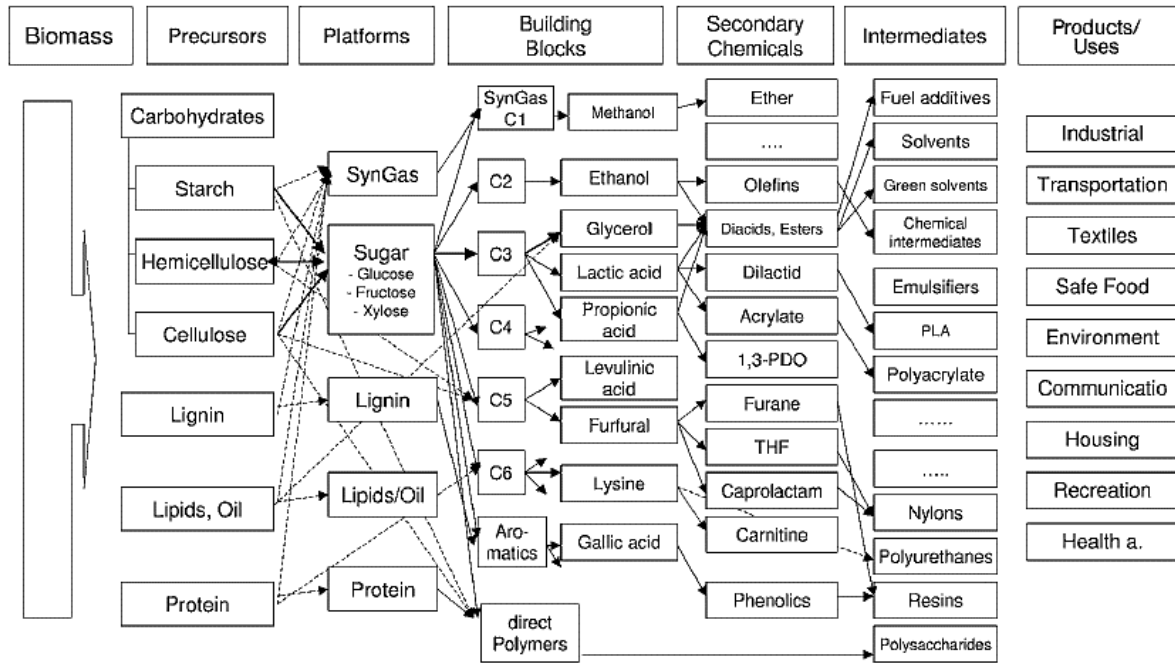 Biomass
Precursors
Platforms
Building
Blocks
Secondary
Chemicals
Intermediates
Products/
Uses
Carbohydrates
Starch
Hemicellulose
Cellulose
Lignin
Lipids, Oil
Protein
SynGas
Sugar
- Glucose
- Fructose
- Xylose
Lignin
Lipids/Oil
Protein
SynGas
C1
C2
C3
C4
C5
C6
Aro-
matics
direct
Polymers
Methanol
Ethanol
Glycerol
Lactic acid
Propionic
acid
Levulinic
acid
Furfural
Lysine
Gallic acid
Ether
....
Olefins
Diacids, Esters
Dilactid
Acrylate
1,3-PDO
Furane
THF
Caprolactam
Carnitine
Phenolics
Fuel additives
Solvents
Green solvents
Chemical
intermediates
Emulsifiers
PLA
Polyacrylate
......
.....
Nylons
Polyurethanes
Resins
Polysaccharides
Industrial
Transportation
Textiles
Safe Food
Environment
Communicatio
Housing
Recreation
Health a.